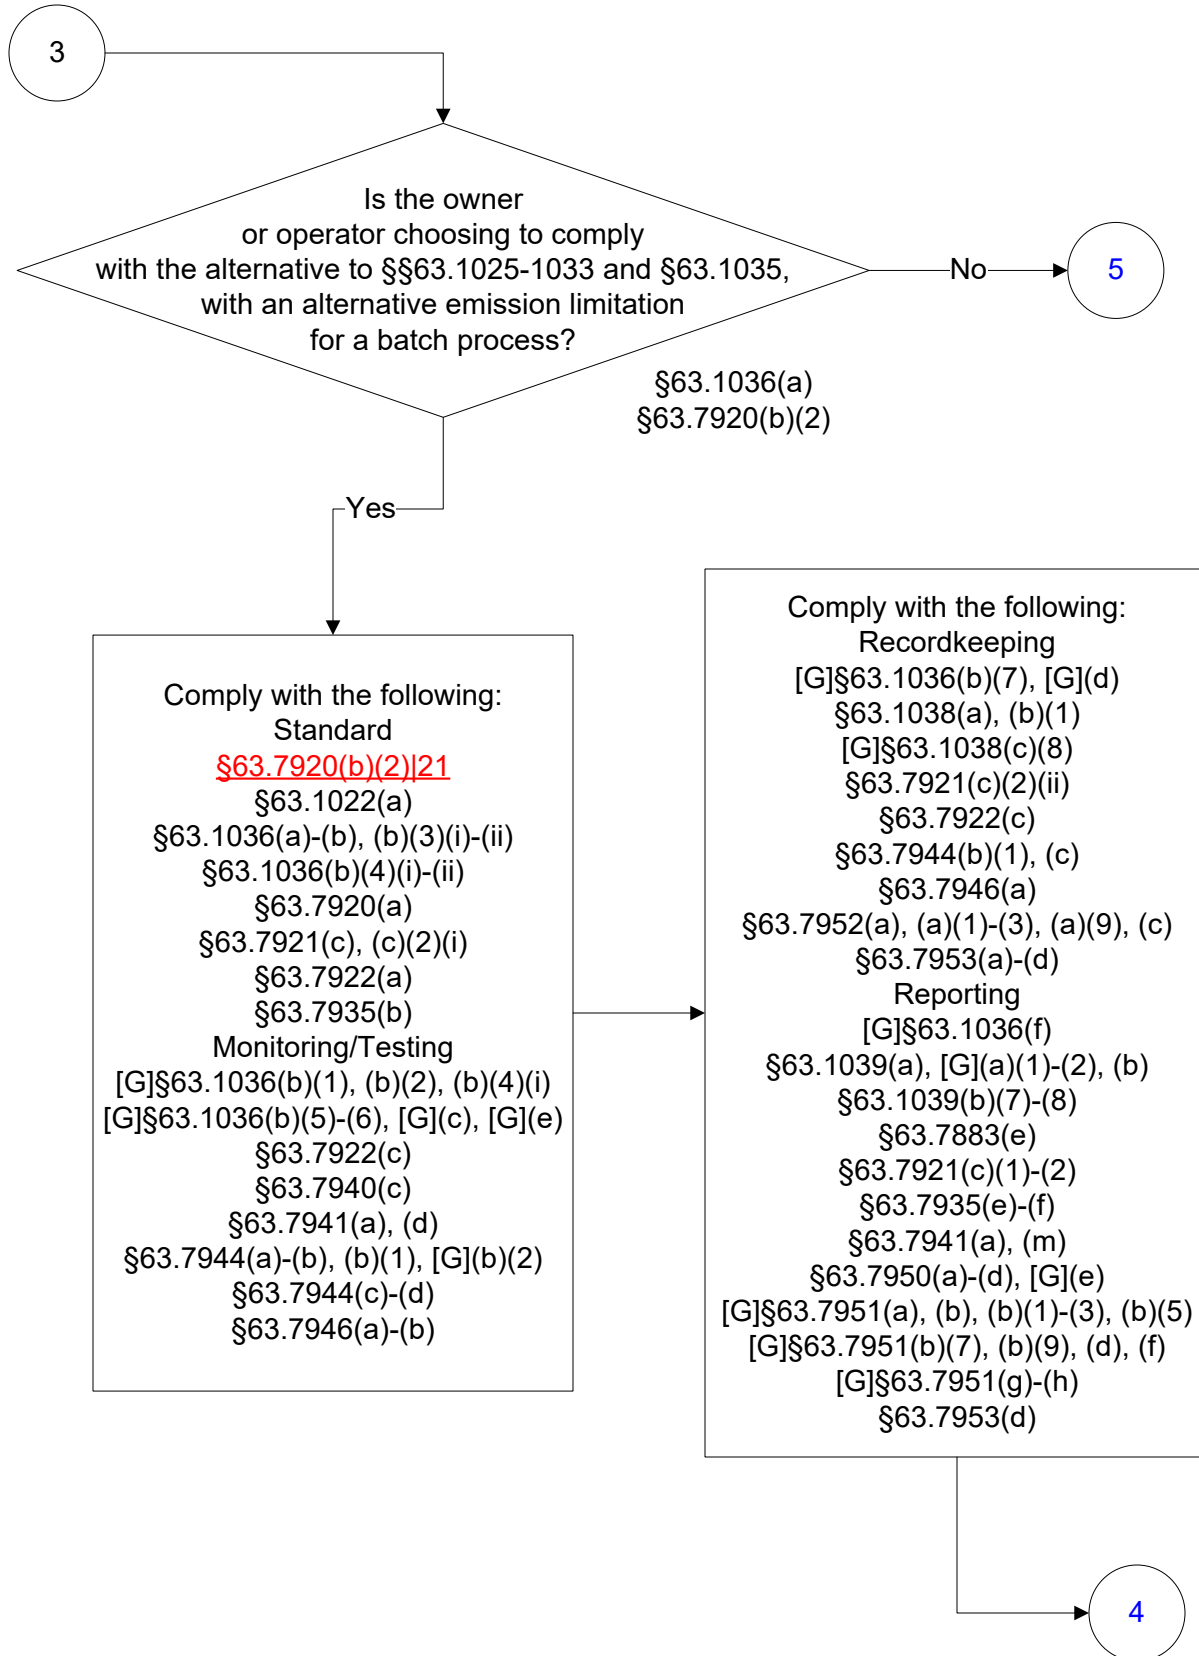 3
Is the owner
or operator choosing to comply
with the alternative to §§63.1025-1033 and §63.1035,
with an alternative emission limitation
for a batch process?
No
5
§63.1036(a)
§63.7920(b)(2)
Yes
Comply with the following:
Standard
§63.7920(b)(2)|21
§63.1022(a)
§63.1036(a)-(b), (b)(3)(i)-(ii)
§63.1036(b)(4)(i)-(ii)
§63.7920(a)
§63.7921(c), (c)(2)(i)
§63.7922(a)
§63.7935(b)
Monitoring/Testing
[G]§63.1036(b)(1), (b)(2), (b)(4)(i)
[G]§63.1036(b)(5)-(6), [G](c), [G](e)
§63.7922(c)
§63.7940(c)
§63.7941(a), (d)
§63.7944(a)-(b), (b)(1), [G](b)(2)
§63.7944(c)-(d)
§63.7946(a)-(b)
Comply with the following:
Recordkeeping
[G]§63.1036(b)(7), [G](d)
§63.1038(a), (b)(1)
[G]§63.1038(c)(8)
§63.7921(c)(2)(ii)
§63.7922(c)
§63.7944(b)(1), (c)
§63.7946(a)
§63.7952(a), (a)(1)-(3), (a)(9), (c)
§63.7953(a)-(d)
Reporting
[G]§63.1036(f)
§63.1039(a), [G](a)(1)-(2), (b)
§63.1039(b)(7)-(8)
§63.7883(e)
§63.7921(c)(1)-(2)
§63.7935(e)-(f)
§63.7941(a), (m)
§63.7950(a)-(d), [G](e)
[G]§63.7951(a), (b), (b)(1)-(3), (b)(5)
[G]§63.7951(b)(7), (b)(9), (d), (f)
[G]§63.7951(g)-(h)
§63.7953(d)
4